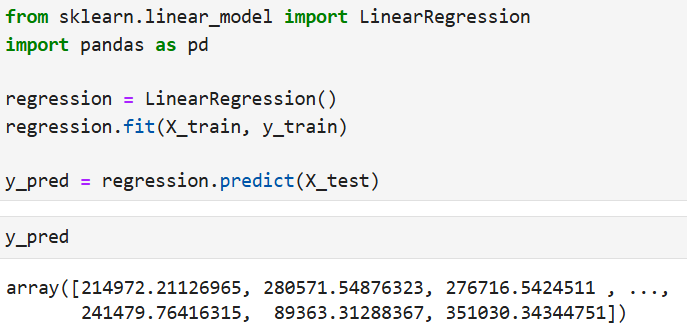 from sklearn.linear_model import LinearRegression
import pandas as pd
regression = LinearRegression()
regression.fit(X_train, y_train)
y_pred = regression.predict(X_test)
y_pred
array([214972.21126965, 280571.54876323, 276716.5424511 , ...,
241479.76416315,  89363.31288367, 351030.34344751])